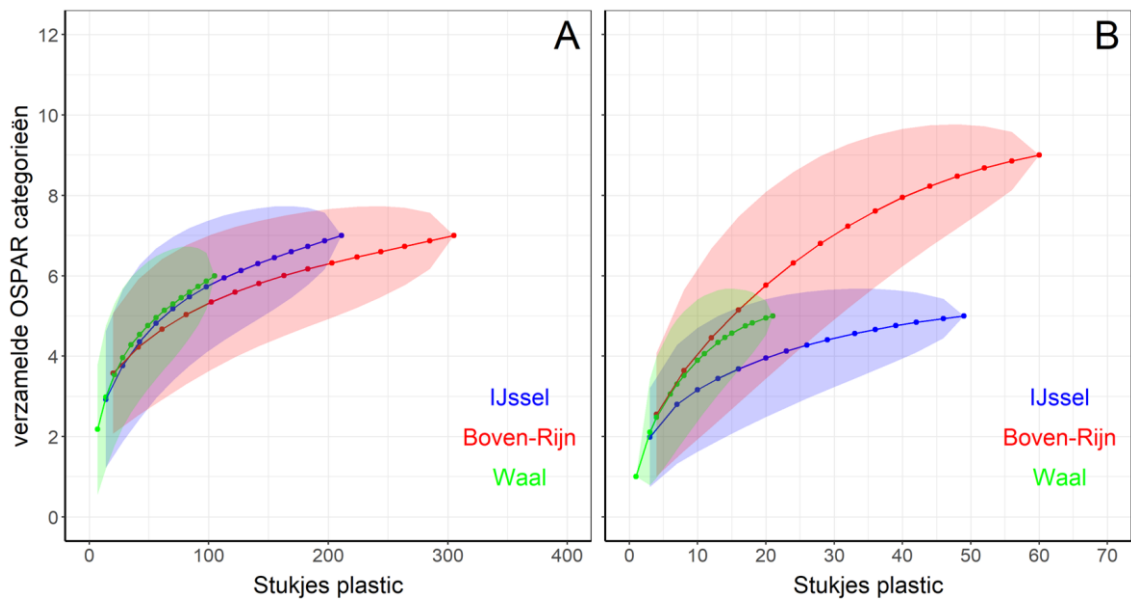 A
B
12
10
8
6
4
2
0
verzamelde OSPAR categorieën
IJssel
Boven-Rijn
Waal
IJssel
Boven-Rijn
Waal
0 100 200 300 400
0 10 20 30 40 50 60 70
Stukjes plastic
Stukjes plastic